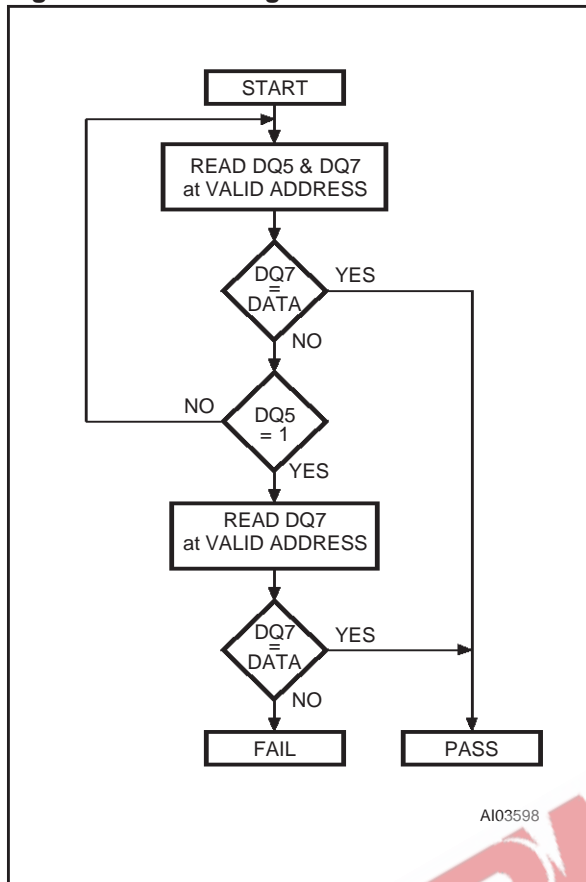 START
READ DQ5 & DQ7
at VALID ADDRESS
DQ7
=
DATA
YES
NO
NO
DQ5
= 1
YES
READ DQ7
at VALID ADDRESS
DQ7
=
DATA
YES
NO
FAIL
PASS
AI03598